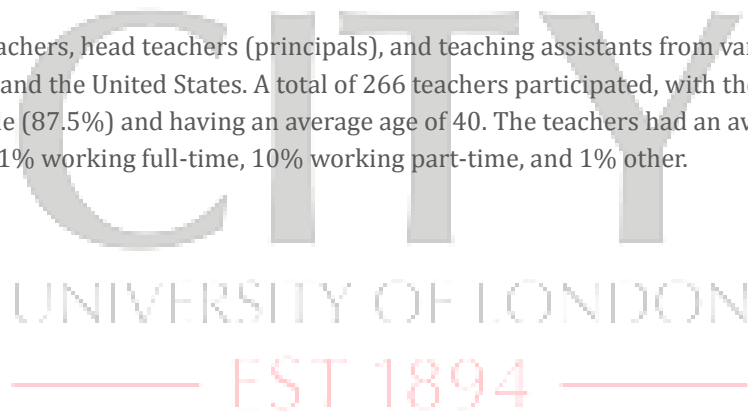 achers, head teachers (principals), and teaching assistants from var
and the United States. A total of 266 teachers participated, with the
e (87.5%) and having an average age of 40. The teachers had an av
1% working full-time, 10% working part-time, and 1% other.
CITY
UNIVERSITY OF LONDON
EST 1894